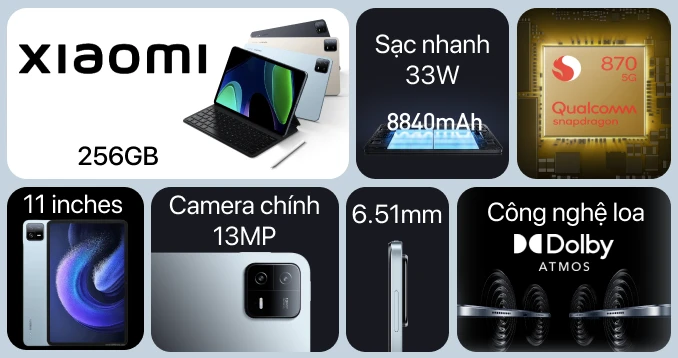 xiaomi
256GB
Sạc nhanh
33W
8840mAh
870
5G
Qualcomm
snapdragon
11 inches
Camera chính
13MP
6.51mm
Công nghệ loa
Dolby
ATMOS